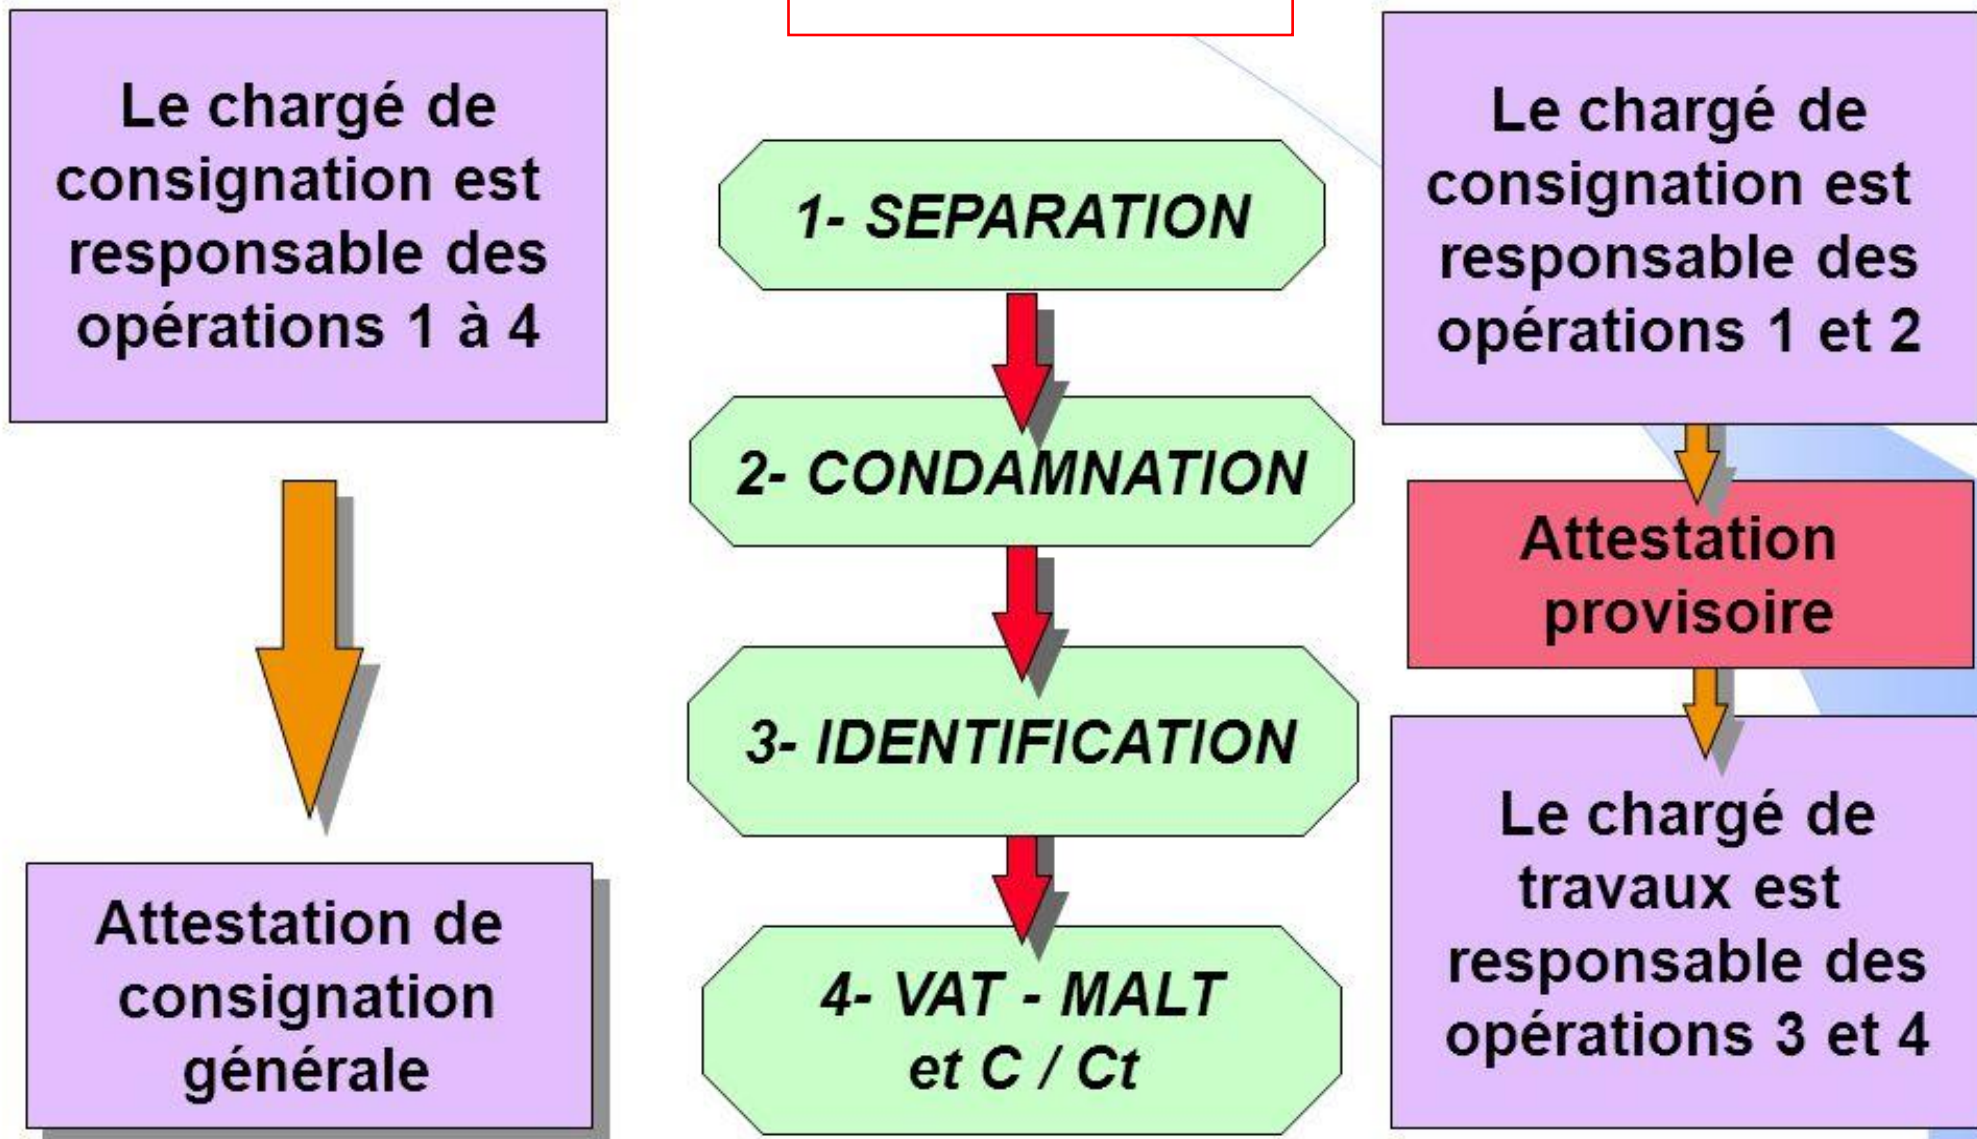 Le chargé de
consignation est
responsable des
opérations 1 à 4
Attestation de
consignation
générale
1- SEPARATION
2- CONDAMNATION
3- IDENTIFICATION
4- VAT - MALT
et C / Ct
Le chargé de
consignation est
responsable des
opérations 1 et 2
Attestation
provisoire
Le chargé de
travaux est
responsable des
opérations 3 et 4